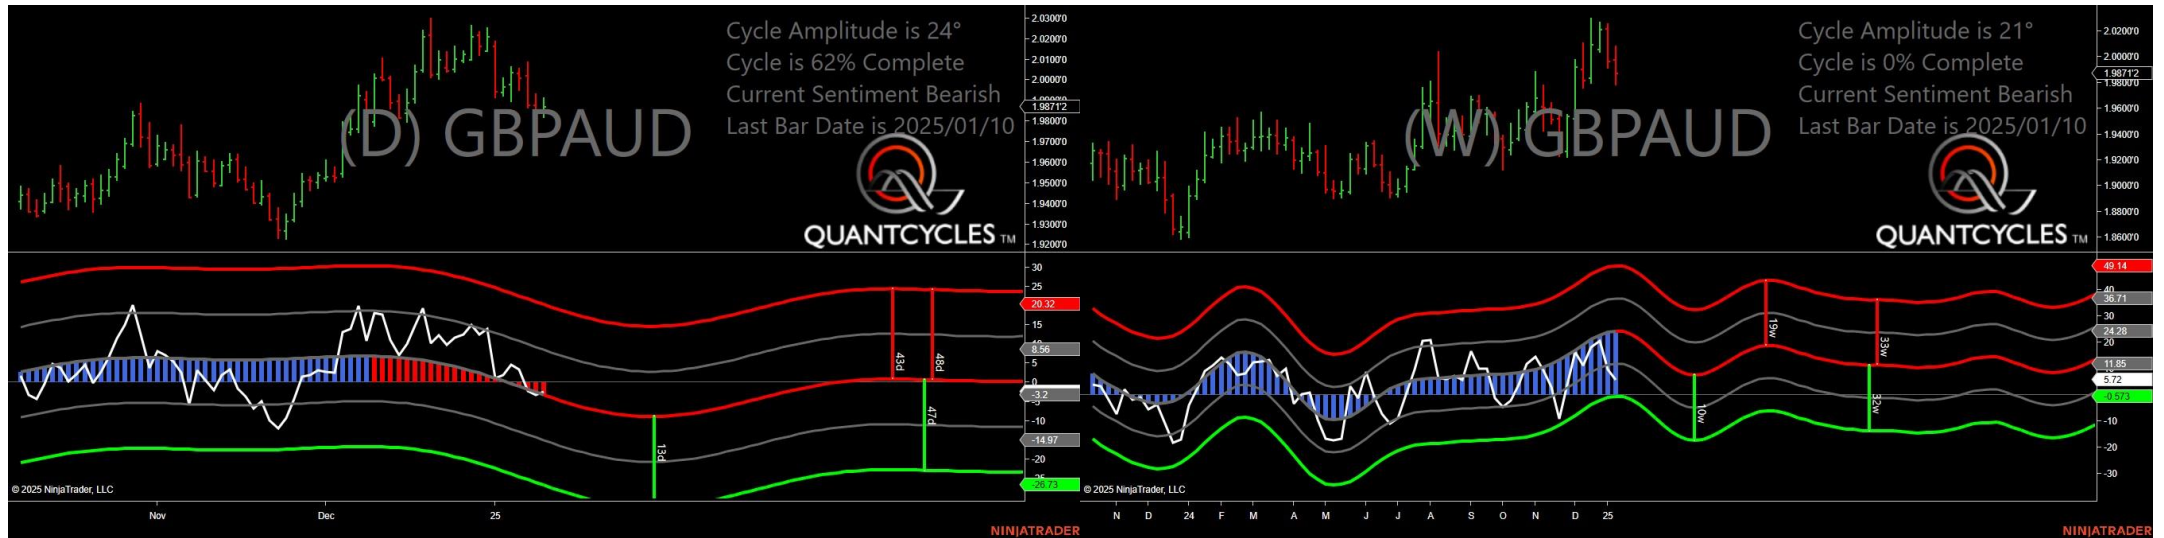 Cycle Amplitude is 24°
Cycle is 62% Complete
Current Sentiment Bearish
Last Bar Date is 2025/01/10
(D) GBPAUD
QUANTCYCLES TM
2.0300'0
2.0200'0
2.0100'0
2.0000'0
1.9871'2
1.9800'0
1.9700'0
1.9600'0
1.9500'0
1.9400'0
1.9300'0
1.9200'0
30
25
20.32
15
8.56
5
0
-3.2
-10
-14.97
-20
-26.73
13d
43d
48d
47d
© 2025 NinjaTrader, LLC
Nov
Dec
25
NINJATRADER
Cycle Amplitude is 21°
Cycle is 0% Complete
Current Sentiment Bearish
Last Bar Date is 2025/01/10
(W) GBPAUD
QUANTCYCLES TM
2.0200'0
2.0000'0
1.9871'2
1.9800'0
1.9600'0
1.9400'0
1.9200'0
1.9000'0
1.8800'0
1.8600'0
49.14
40
36.71
30
24.28
20
11.85
5.72
-0.573
-10
-20
-30
10w
19w
33w
32w
© 2025 NinjaTrader, LLC
N D 24 F M A M J J A S O N D 25
NINJATRADER